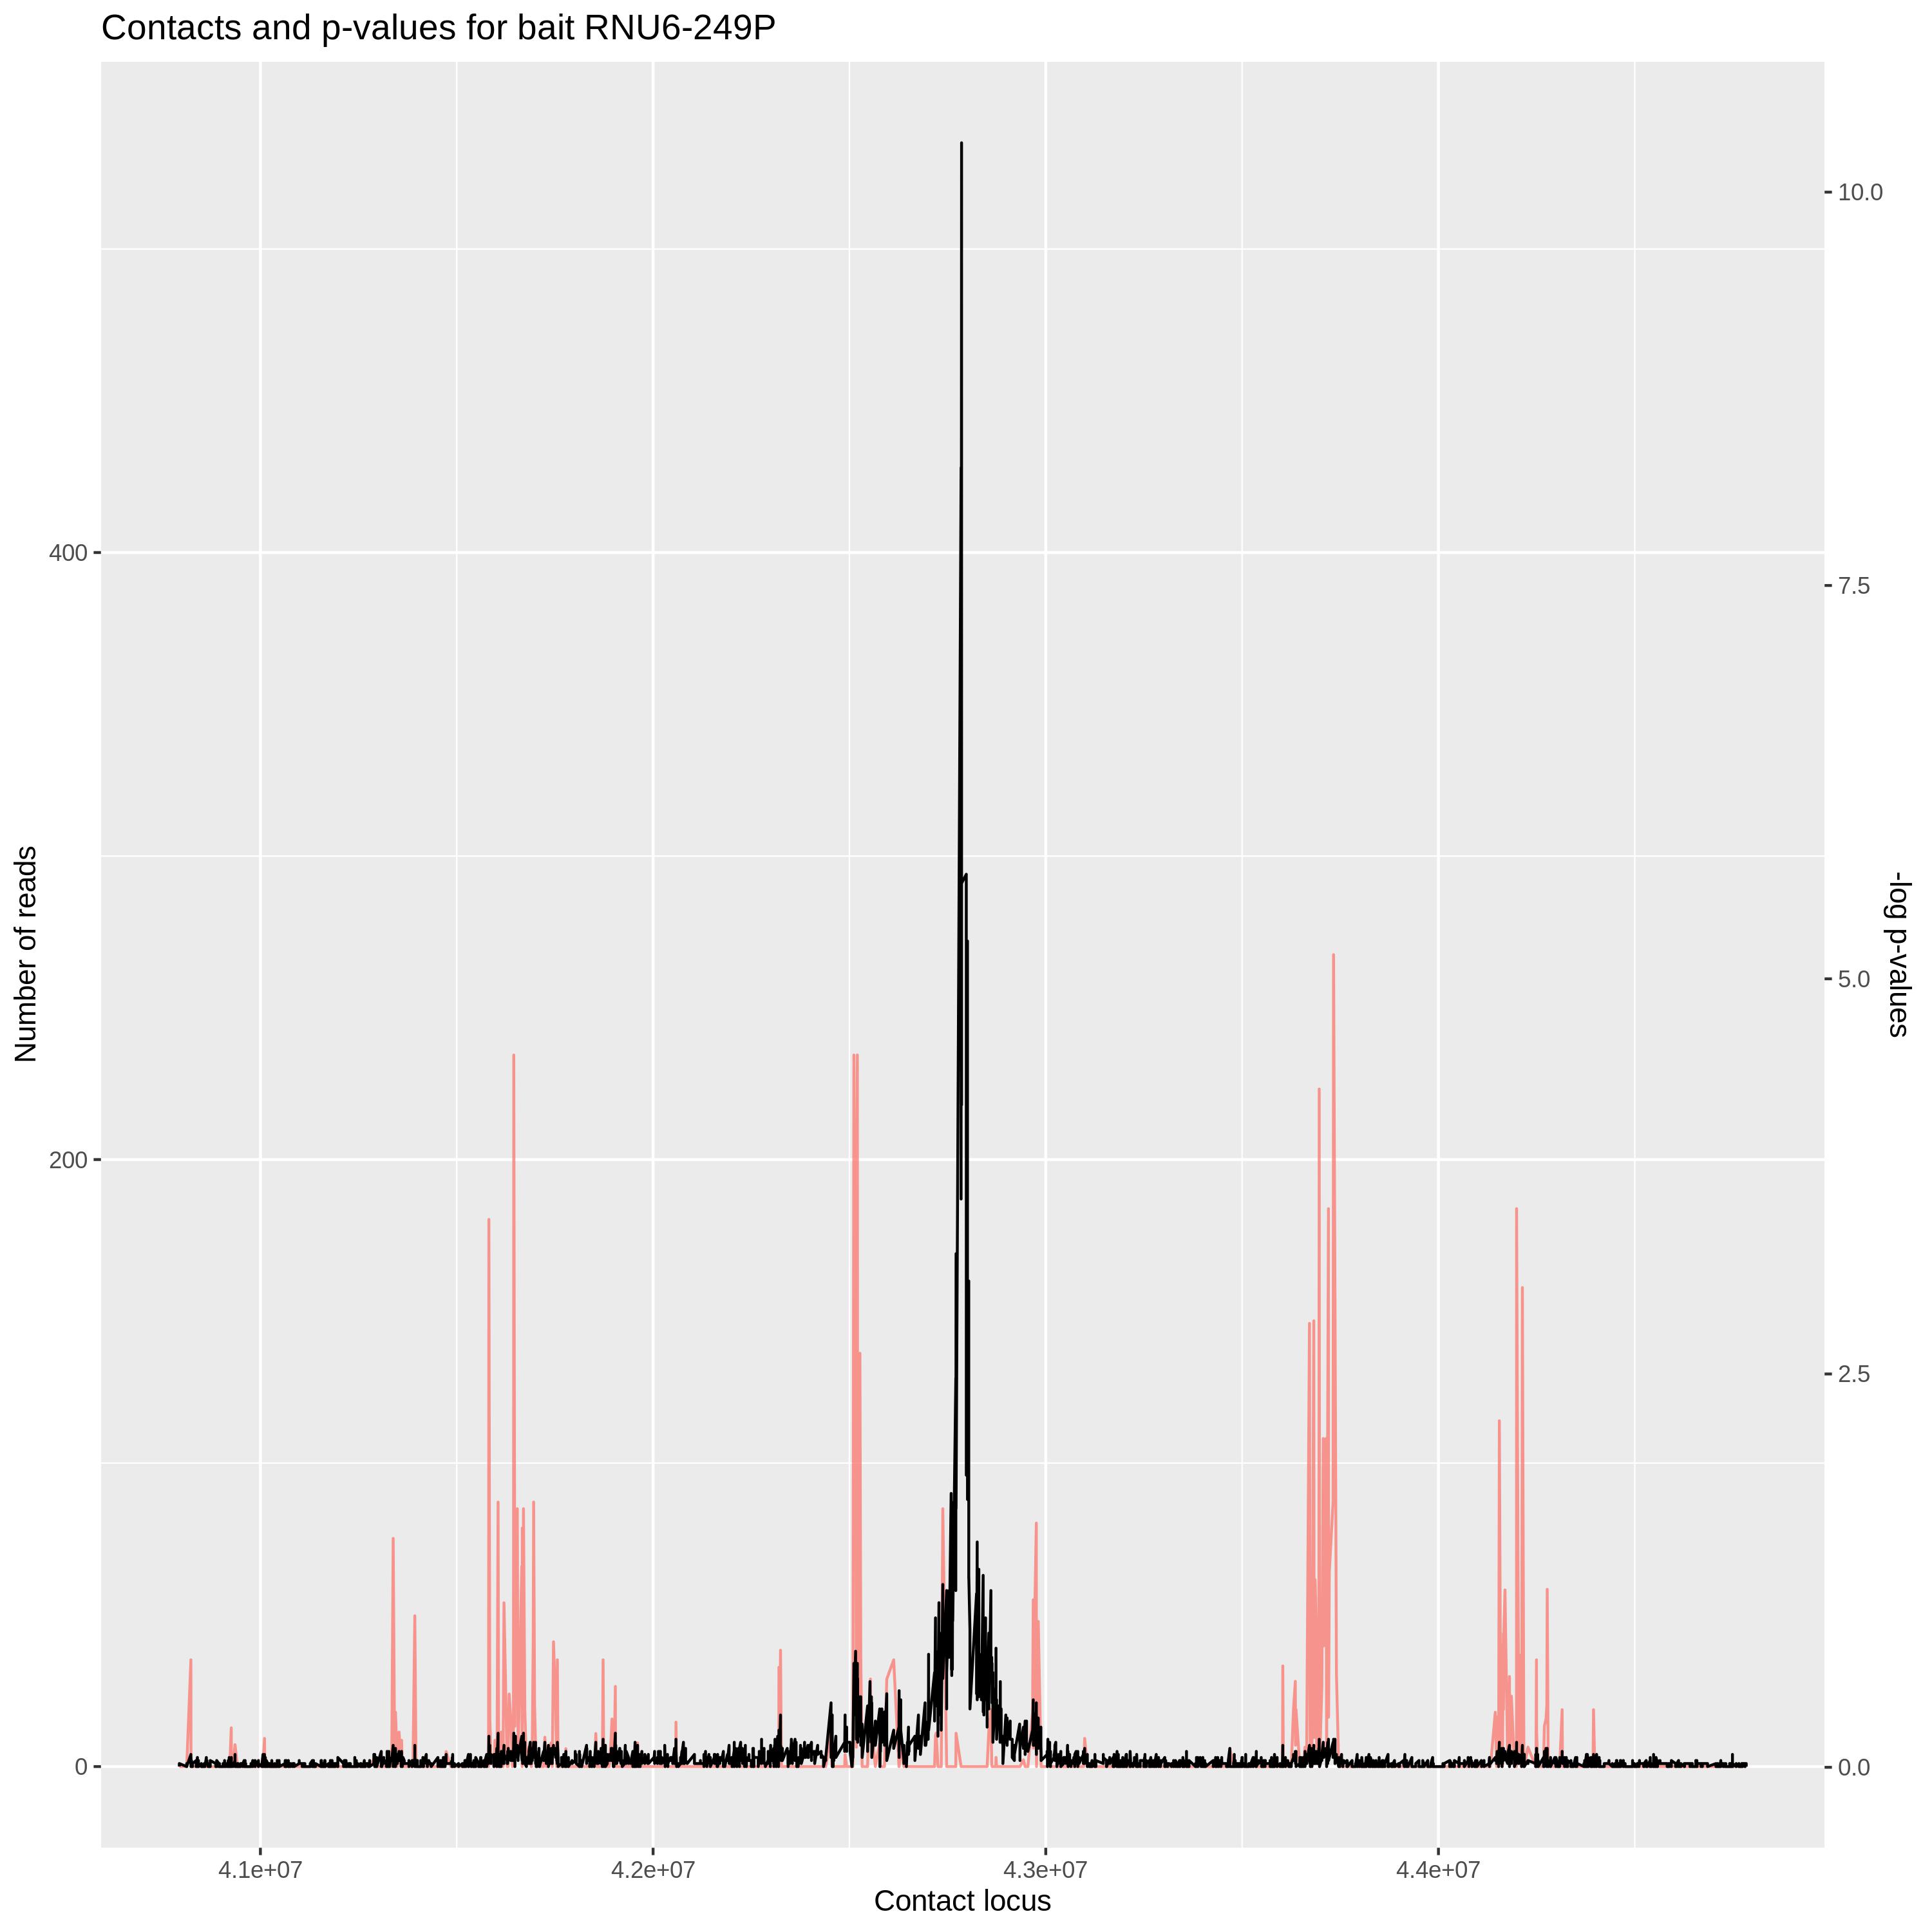 Contacts and p-values for bait RNU6-249P
Number of reads
400
200
0
10.0
7.5
5.0
2.5
0.0
-log p-values
4.1e+07
4.2e+07
4.3e+07
4.4e+07
Contact locus